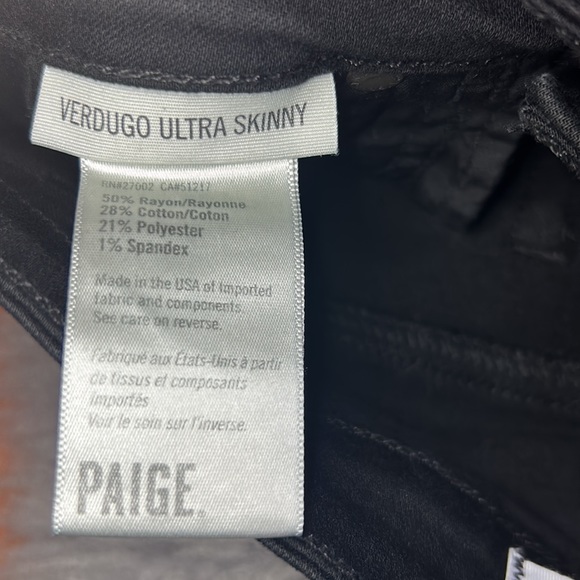 VERDUGO ULTRA SKINNY
RN#27002 CA#51217
50% Rayon/Rayonne
28% Cotton/Coton
21% Polyester
1% Spandex
Made in the USA of imported
fabric and components.
See care on reverse.
Fabriqué aux États-Unis à partir
de tissus et composants
importés
Voir le soin sur l'inverse.
PAIGE